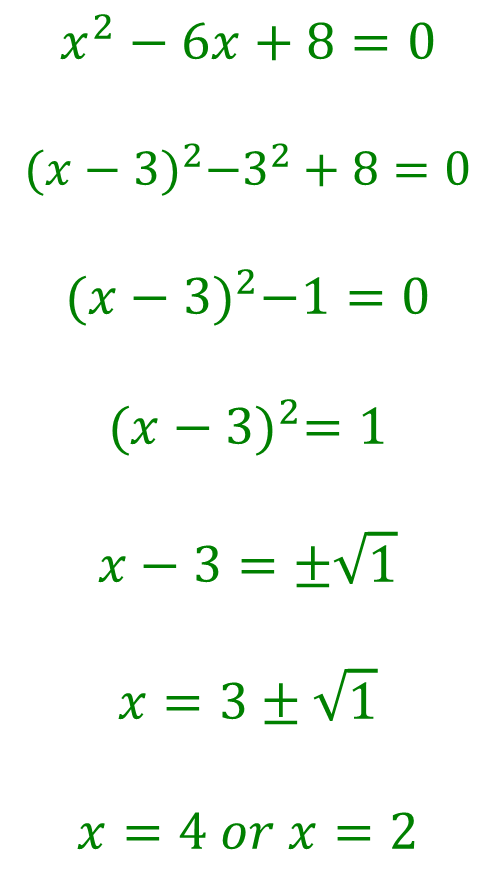 x² − 6x + 8 = 0
(x − 3)² −3² + 8 = 0
(x − 3)² −1 = 0
(x − 3)² = 1
x − 3 = ±√1
x = 3 ± √1
x = 4 or x = 2